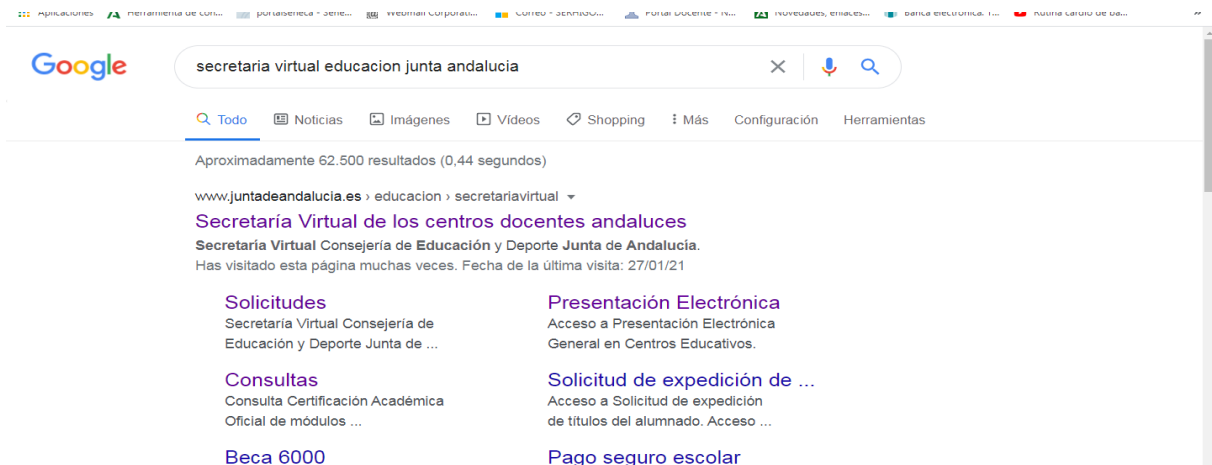 Aplicaciones Herramienta de con... portalseneca - Sene... Webmail Corporati... Correo - SERHIGO... Portal Docente - N... Novedades, enlaces... Banca electrónica. T... Rutina cardio de ba... »
Google secretaria virtual educacion junta andalucia
Todo Noticias Imágenes Vídeos Shopping Más Configuración Herramientas
Aproximadamente 62.500 resultados (0,44 segundos)
www.juntadeandalucia.es › educacion › secretariavirtual
Secretaría Virtual de los centros docentes andaluces
Secretaría Virtual Consejería de Educación y Deporte Junta de Andalucía.
Has visitado esta página muchas veces. Fecha de la última visita: 27/01/21
Solicitudes
Secretaría Virtual Consejería de
Educación y Deporte Junta de ...
Presentación Electrónica
Acceso a Presentación Electrónica
General en Centros Educativos.
Consultas
Consulta Certificación Académica
Oficial de módulos ...
Solicitud de expedición de ...
Acceso a Solicitud de expedición
de títulos del alumnado. Acceso ...
Beca 6000
Pago seguro escolar